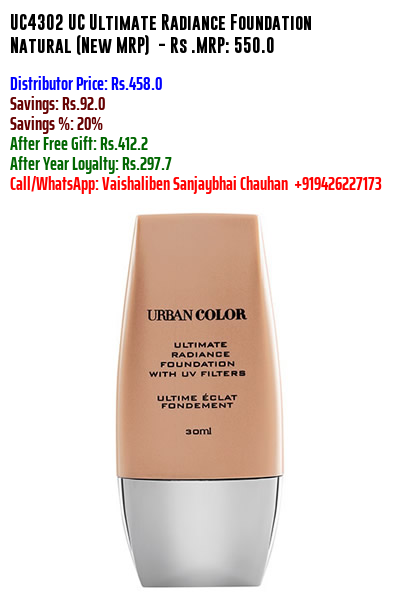 UC4302 UC Ultimate Radiance Foundation
Natural (New MRP) - Rs .MRP: 550.0
Distributor Price: Rs.458.0
Savings: Rs.92.0
Savings %: 20%
After Free Gift: Rs.412.2
After Year Loyalty: Rs.297.7
Call/WhatsApp: Vaishaliben Sanjaybhai Chauhan +919426227173
URBAN COLOR
ULTIMATE
RADIANCE
FOUNDATION
WITH UV FILTERS
ULTIME ÉCLAT
FONDEMENT
30ml